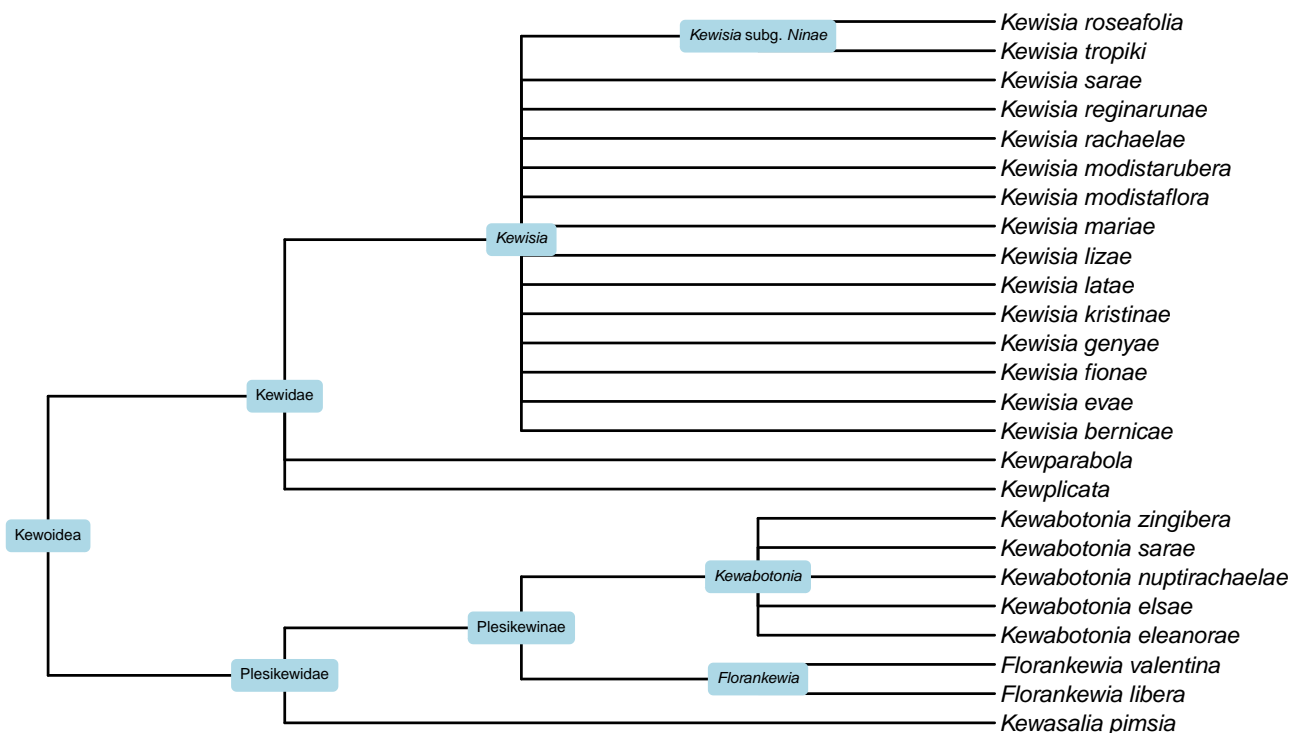 Kewisia roseafolia
Kewisia subg. Ninae
Kewisia tropiki
Kewisia sarae
Kewisia reginarunae
Kewisia rachaelae
Kewisia modistarubera
Kewisia modistaflora
Kewisia mariae
Kewisia
Kewisia lizae
Kewisia latae
Kewisia kristinae
Kewisia genyae
Kewisia fionae
Kewidae
Kewisia evae
Kewisia bernicae
Kewparabola
Kewplicata
Kewabotonia zingibera
Kewoidea
Kewabotonia sarae
Kewabotonia
Kewabotonia nuptirachaelae
Kewabotonia elsae
Plesikewinae
Kewabotonia eleanorae
Florankewia valentina
Plesikewidae
Florankewia
Florankewia libera
Kewasalia pimsia